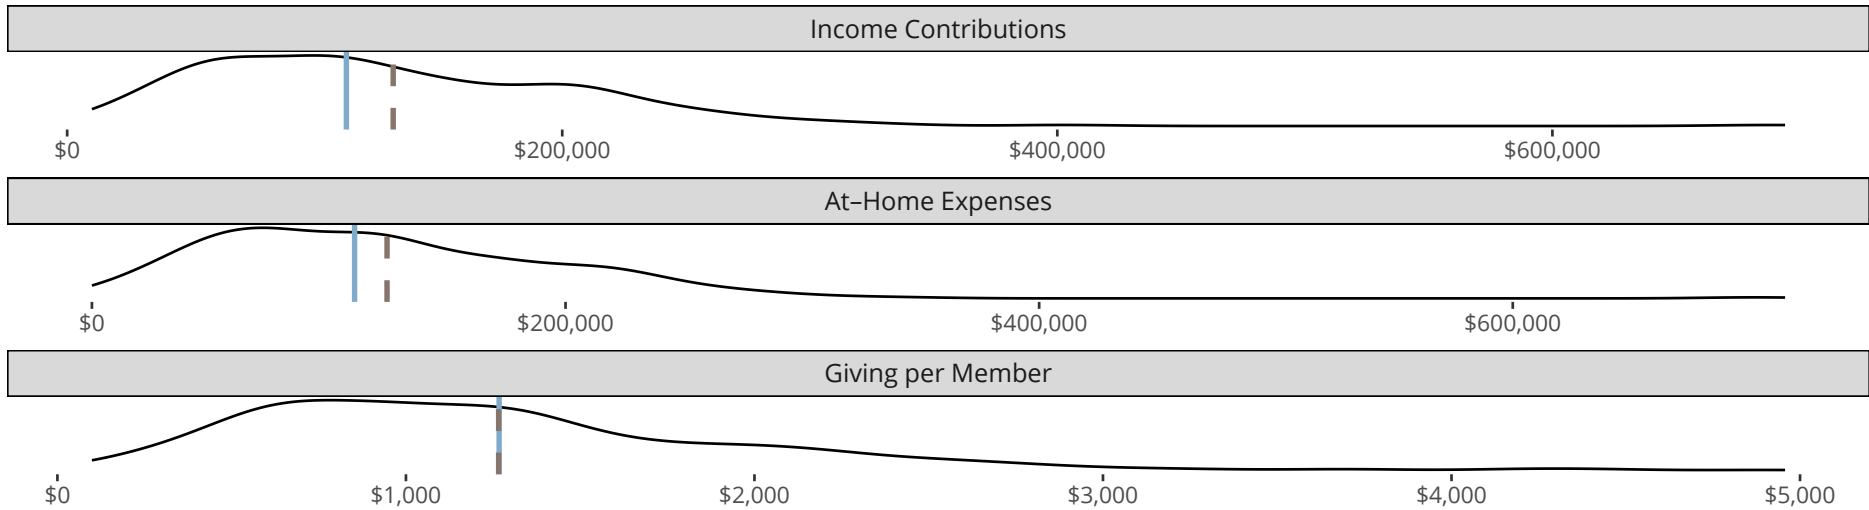 Income Contributions
$0 $200,000 $400,000 $600,000
At–Home Expenses
$0 $200,000 $400,000 $600,000
Giving per Member
$0 $1,000 $2,000 $3,000 $4,000 $5,000